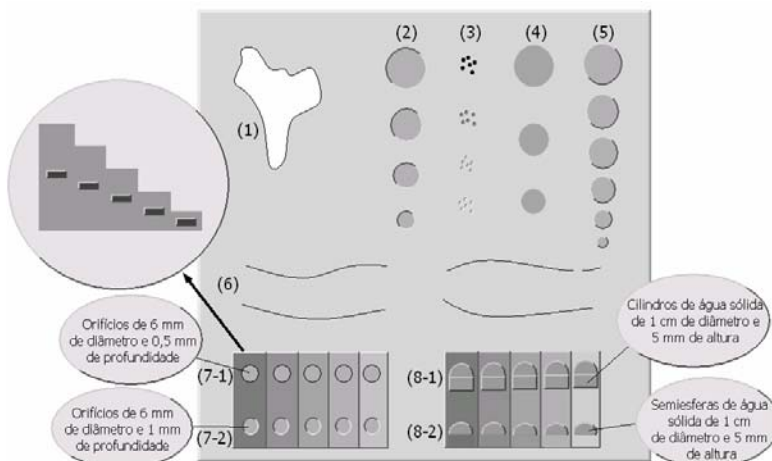 (2)
(3)
(4)
(5)
(1)
(6)
Orifícios de 6 mm
de diâmetro e 0,5 mm
de profundidade
(7-1)
Orifícios de 6 mm
de diâmetro e 1 mm
de profundidade
(7-2)
(8-1)
Cilindros de água sólida
de 1 cm de diâmetro e
5 mm de altura
(8-2)
Semiesferas de água
sólida de 1 cm
de diâmetro e 5 mm
de altura